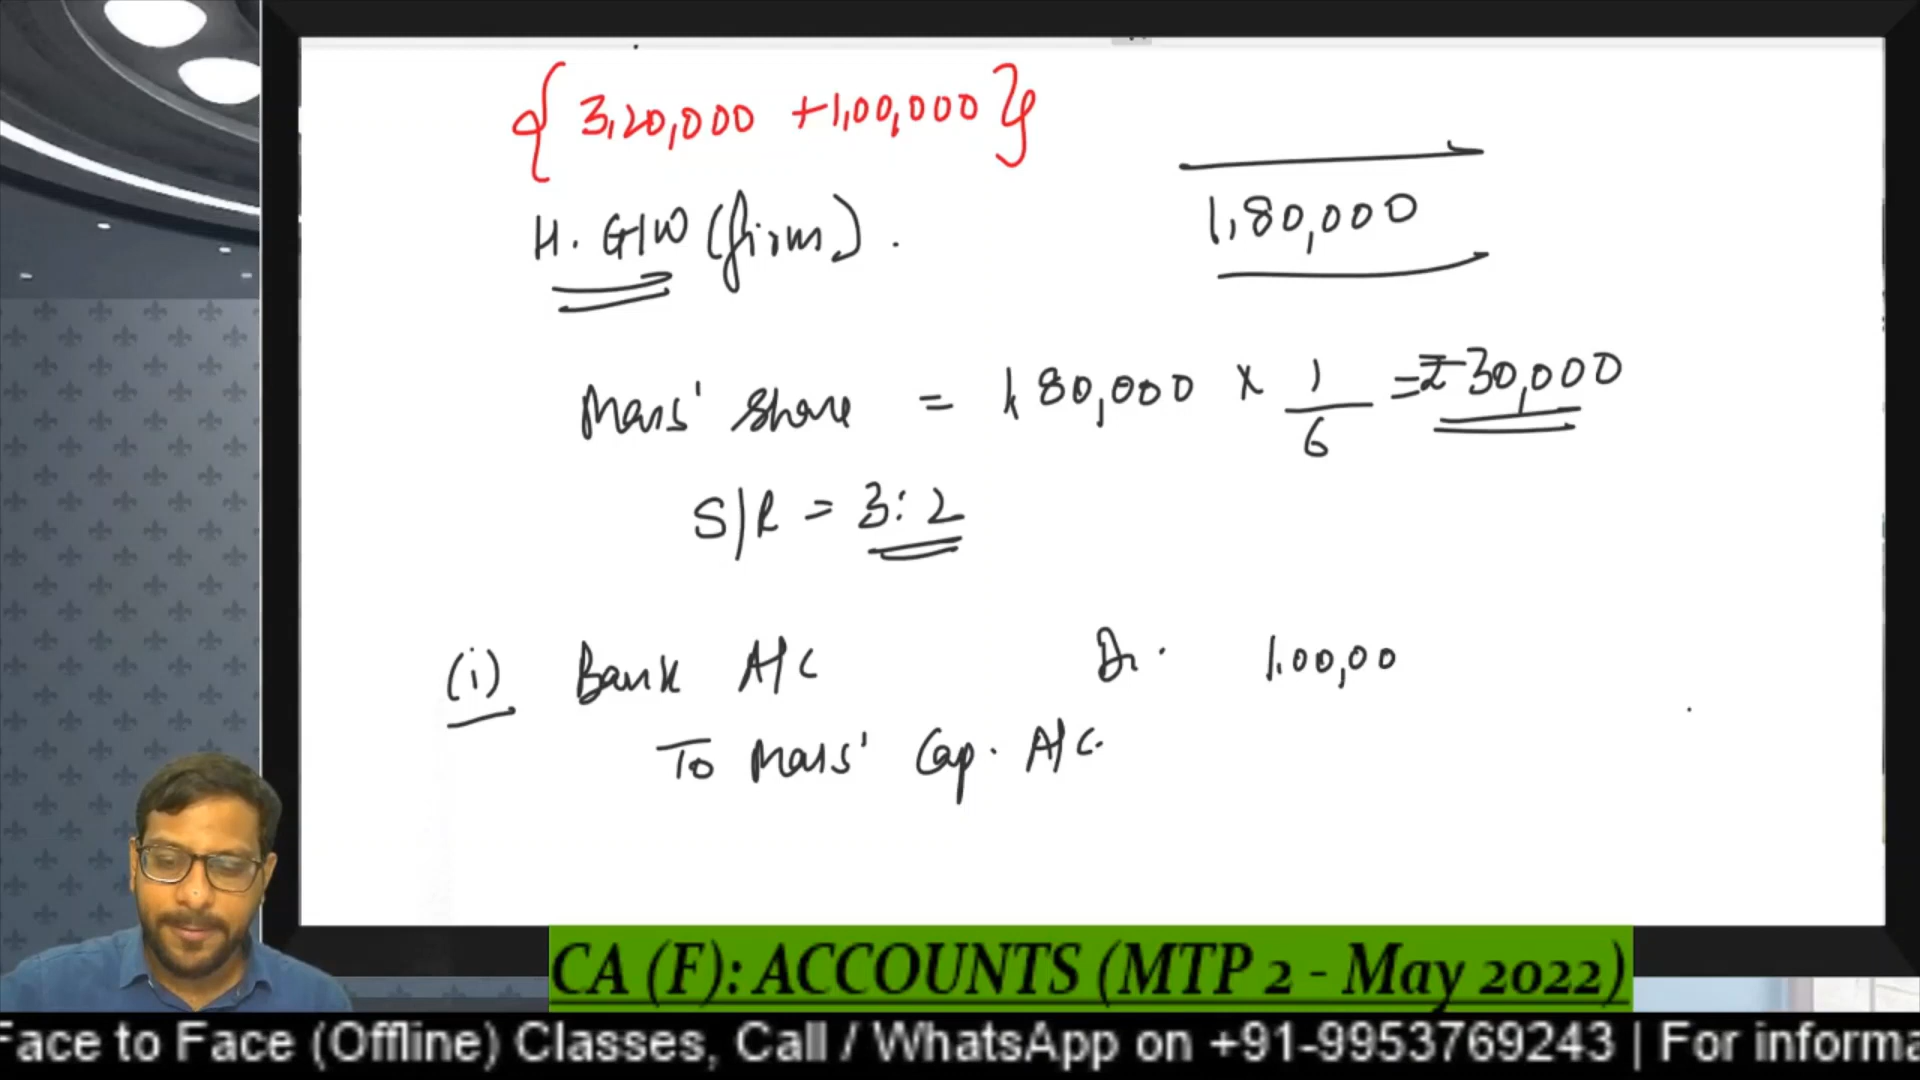 {3,20,000 + 1,00,000}
H. G/W (firm).
1,80,000
Mars' share = 180,000 x 1/6 = ₹ 30,000
S/R = 3:2
(i) Bank A/c Dr. 1,00,00
To Mars' Cap. A/c.
CA (F): ACCOUNTS (MTP 2 - May 2022)
Face to Face (Offline) Classes, Call / WhatsApp on +91-9953769243 | For informa